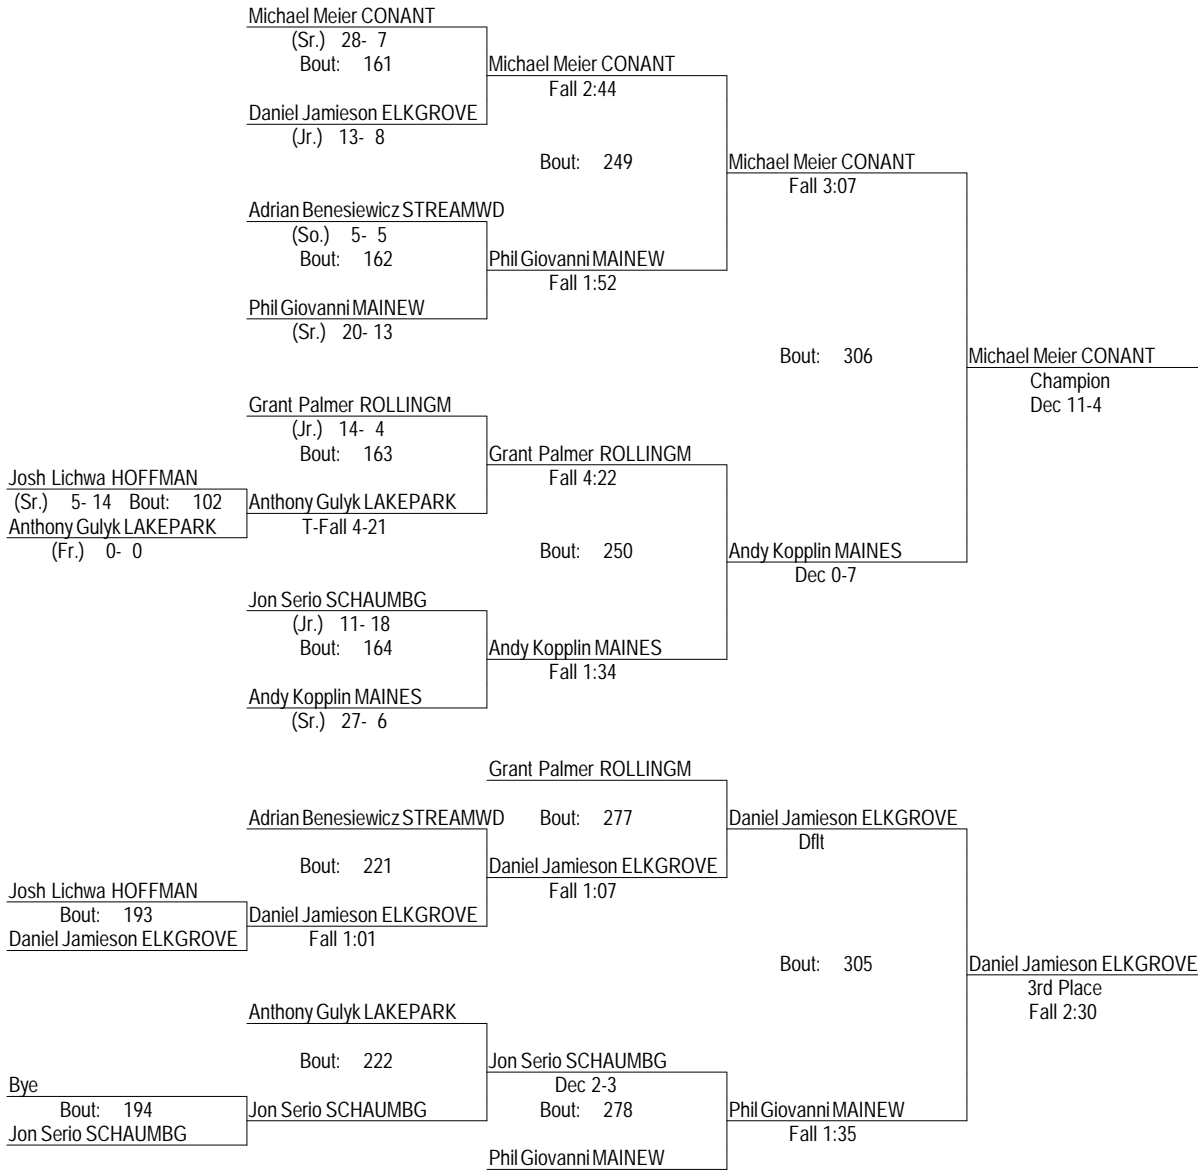 Michael Meier CONANT
(Sr.) 28- 7
Bout: 161
Michael Meier CONANT
Fall 2:44
Daniel Jamieson ELKGROVE
(Jr.) 13- 8
Bout: 249
Michael Meier CONANT
Fall 3:07
Adrian Benesiewicz STREAMWD
(So.) 5- 5
Bout: 162
Phil Giovanni MAINEW
Fall 1:52
Phil Giovanni MAINEW
(Sr.) 20- 13
Bout: 306
Michael Meier CONANT
Champion
Dec 11-4
Grant Palmer ROLLINGM
(Jr.) 14- 4
Bout: 163
Grant Palmer ROLLINGM
Fall 4:22
Josh Lichwa HOFFMAN
(Sr.) 5- 14 Bout: 102
Anthony Gulyk LAKEPARK
(Fr.) 0- 0
Anthony Gulyk LAKEPARK
T-Fall 4-21
Bout: 250
Andy Kopplin MAINES
Dec 0-7
Jon Serio SCHAUMBG
(Jr.) 11- 18
Bout: 164
Andy Kopplin MAINES
Fall 1:34
Andy Kopplin MAINES
(Sr.) 27- 6
Grant Palmer ROLLINGM
Adrian Benesiewicz STREAMWD
Bout: 277
Daniel Jamieson ELKGROVE
Dflt
Bout: 221
Daniel Jamieson ELKGROVE
Fall 1:07
Josh Lichwa HOFFMAN
Bout: 193
Daniel Jamieson ELKGROVE
Daniel Jamieson ELKGROVE
Fall 1:01
Bout: 305
Daniel Jamieson ELKGROVE
3rd Place
Fall 2:30
Anthony Gulyk LAKEPARK
Bout: 222
Jon Serio SCHAUMBG
Dec 2-3
Bye
Bout: 194
Jon Serio SCHAUMBG
Jon Serio SCHAUMBG
Bout: 278
Phil Giovanni MAINEW
Fall 1:35
Phil Giovanni MAINEW